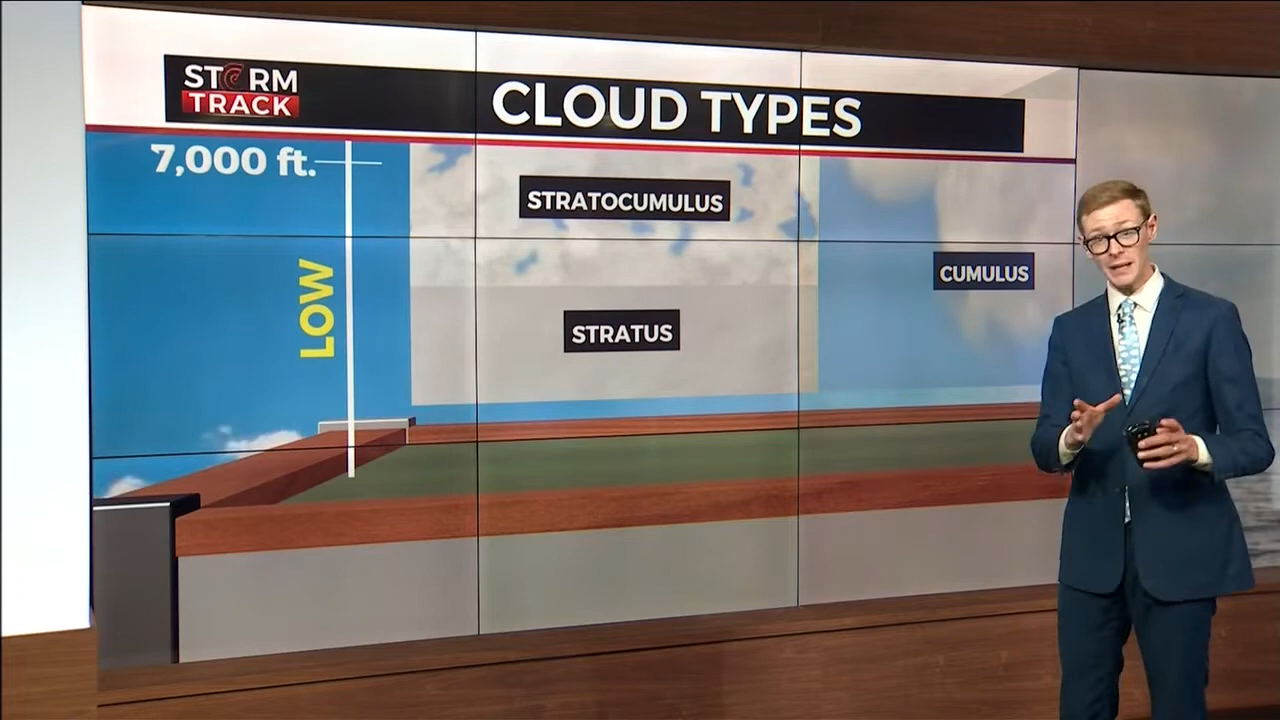 STORM
TRACK
CLOUD TYPES
7,000 ft.
STRATOCUMULUS
LOW
CUMULUS
STRATUS